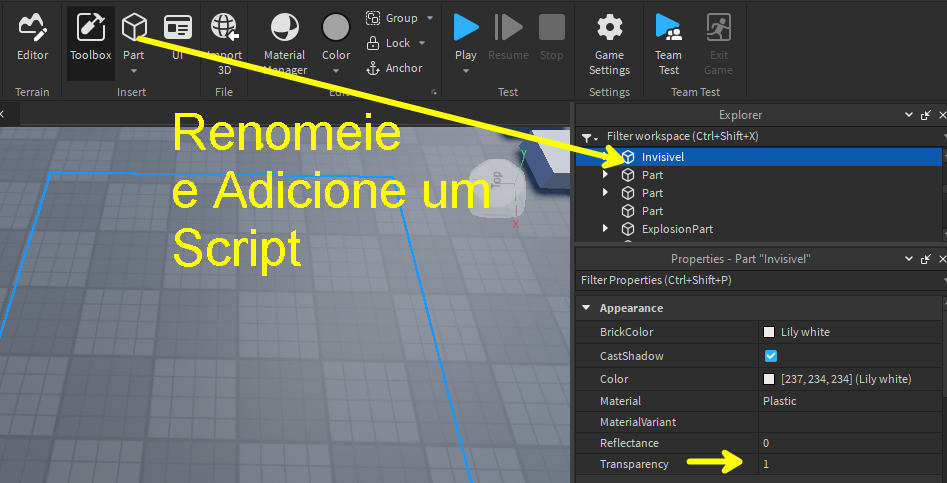 Editor
Toolbox
Part
UI
Import
3D
Material
Manager
Color
Group
Lock
Anchor
Play
Resume
Stop
Game
Settings
Team
Test
Exit
Game
Terrain
Insert
File
Test
Settings
Team Test
Renomeie
e Adicione um
Script
Top
y
x
Explorer
Filter workspace (Ctrl+Shift+X)
Invisivel
Part
Part
Part
ExplosionPart
Properties - Part "Invisivel"
Filter Properties (Ctrl+Shift+P)
Appearance
BrickColor
Lily white
CastShadow
Color
[237, 234, 234] (Lily white)
Material
Plastic
MaterialVariant
Reflectance
0
Transparency
1